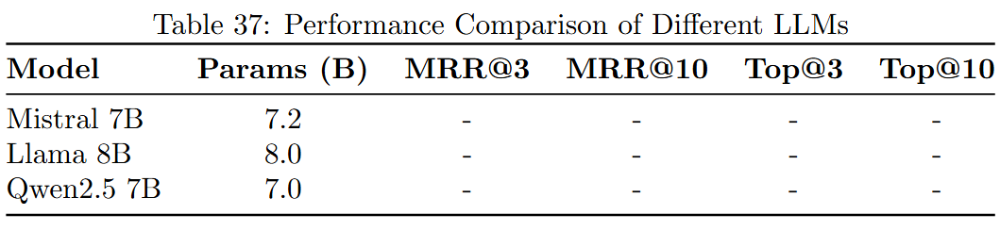 Table 37: Performance Comparison of Different LLMs
Model Params (B) MRR@3 MRR@10 Top@3 Top@10
Mistral 7B 7.2 - - - -
Llama 8B 8.0 - - - -
Qwen2.5 7B 7.0 - - - -